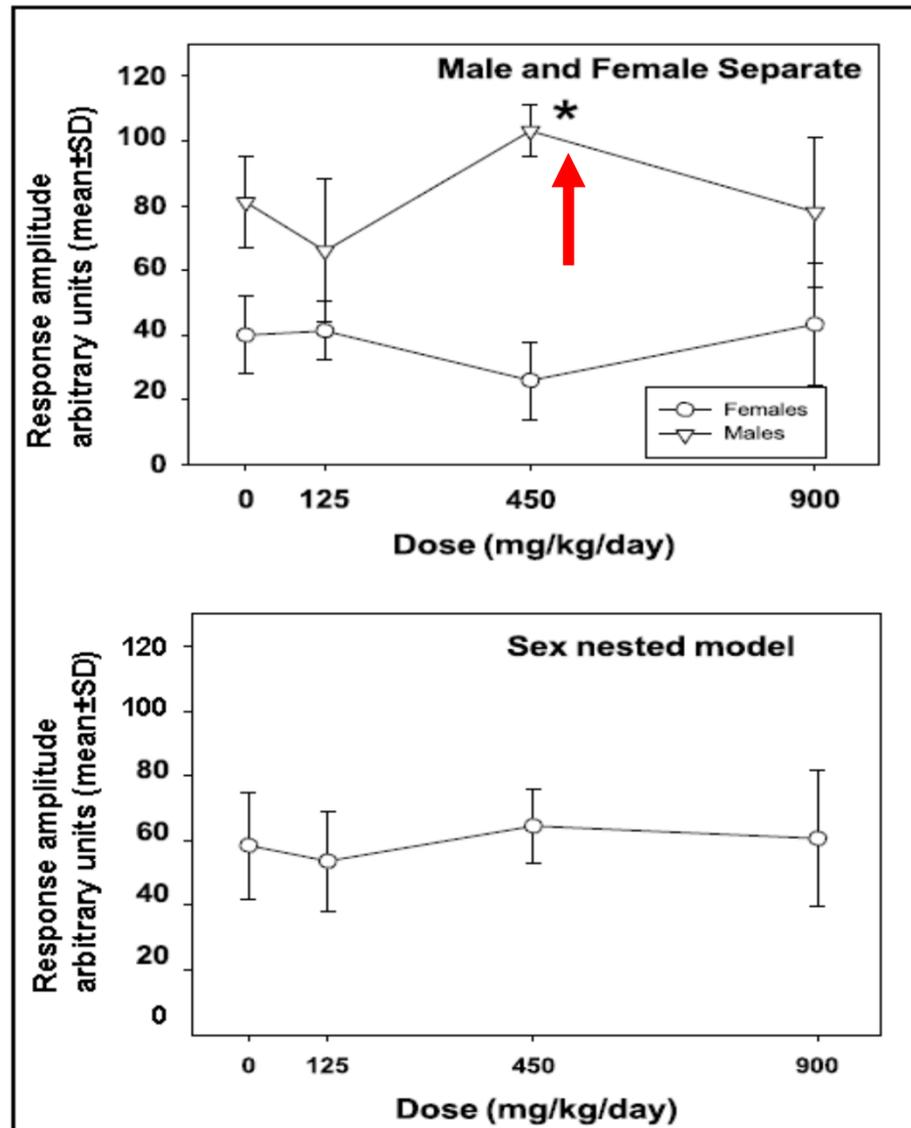 Male and Female Separate
*
120
100
80
60
40
20
0
Response amplitude
arbitrary units (mean±SD)
Females
Males
0 125 450 900
Dose (mg/kg/day)
Sex nested model
120
100
80
60
40
20
0
Response amplitude
arbitrary units (mean±SD)
0 125 450 900
Dose (mg/kg/day)